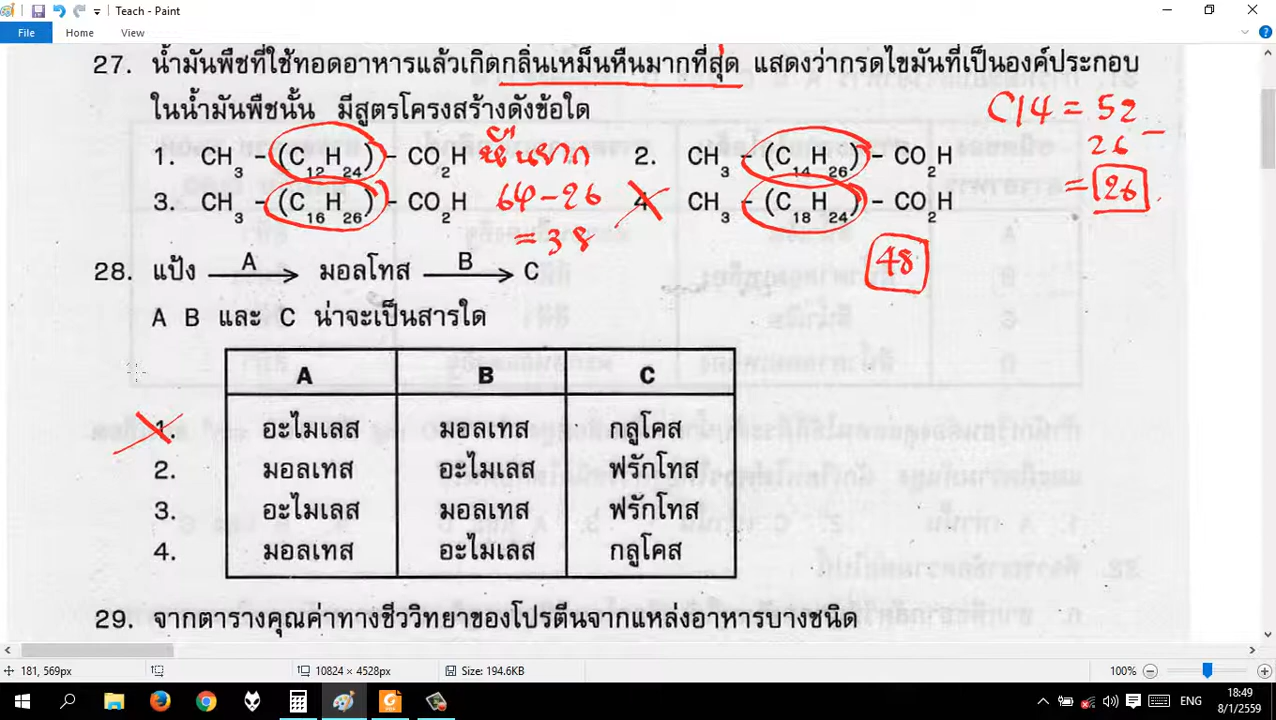 Teach - Paint
File Home View
27. น้ำมันพืชที่ใช้ทอดอาหารแล้วเกิดกลิ่นเหม็นหืนมากที่สุด แสดงว่ากรดไขมันที่เป็นองค์ประกอบ
ในน้ำมันพืชนั้น มีสูตรโครงสร้างดังข้อใด
C14 = 52
26 –
= 26
1. CH3 – (C12H24) – CO2H 2. CH3 – (C14H26) – CO2H
3. CH3 – (C16H26) – CO2H 64 - 26 4. CH3 – (C18H24) – CO2H
= 38
48
28. แป้ง A มอลโทส B C
A B และ C น่าจะเป็นสารใด
A B C
1. อะไมเลส มอลเทส กลูโคส
2. มอลเทส อะไมเลส ฟรักโทส
3. อะไมเลส มอลเทส ฟรักโทส
4. มอลเทส อะไมเลส กลูโคส
29. จากตารางคุณค่าทางชีววิทยาของโปรตีนจากแหล่งอาหารบางชนิด
181, 569px 10824 × 4528px Size: 194.6KB 100%
ENG 18:49
8/1/2559